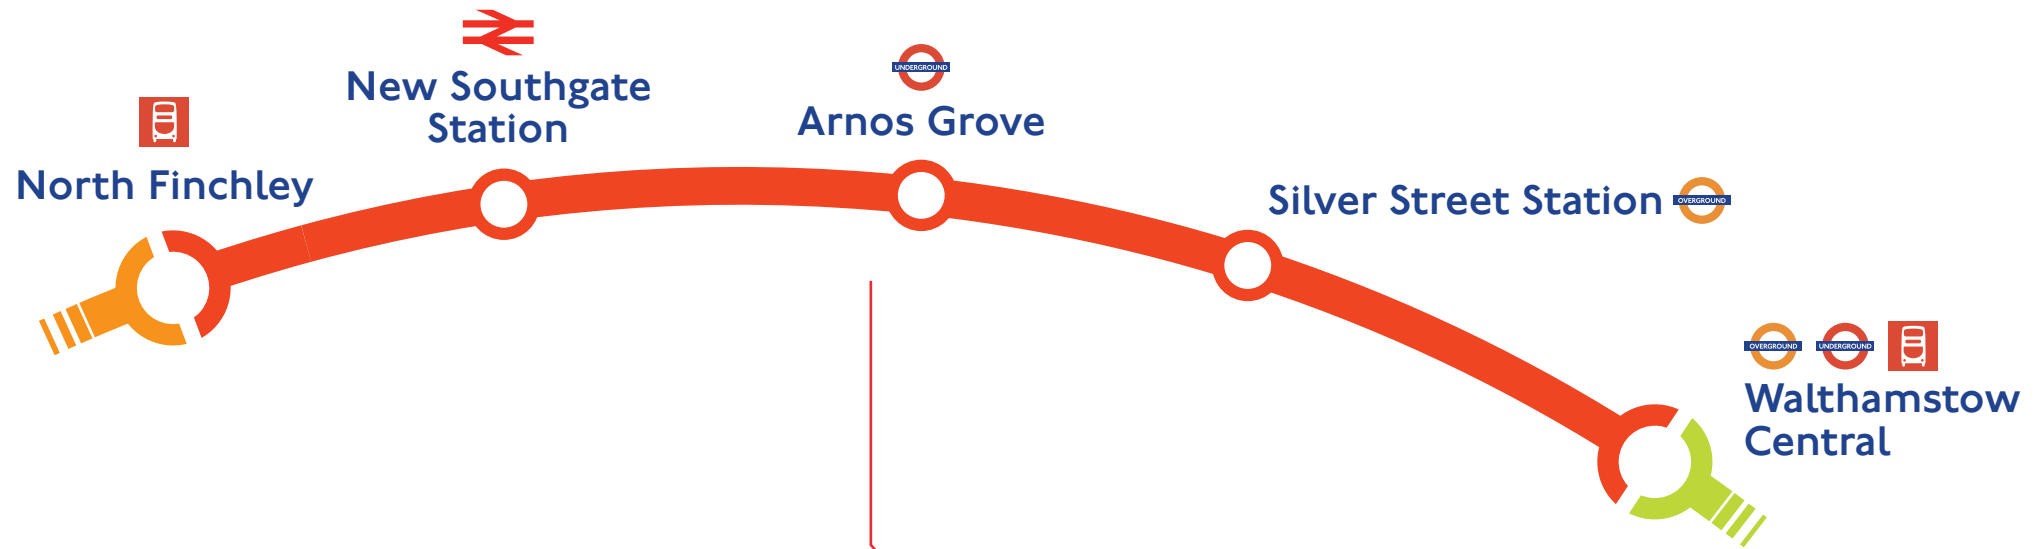 North Finchley
New Southgate
Station
UNDERGROUND
Arnos Grove
Silver Street Station
OVERGROUND
OVERGROUND
UNDERGROUND
Walthamstow
Central